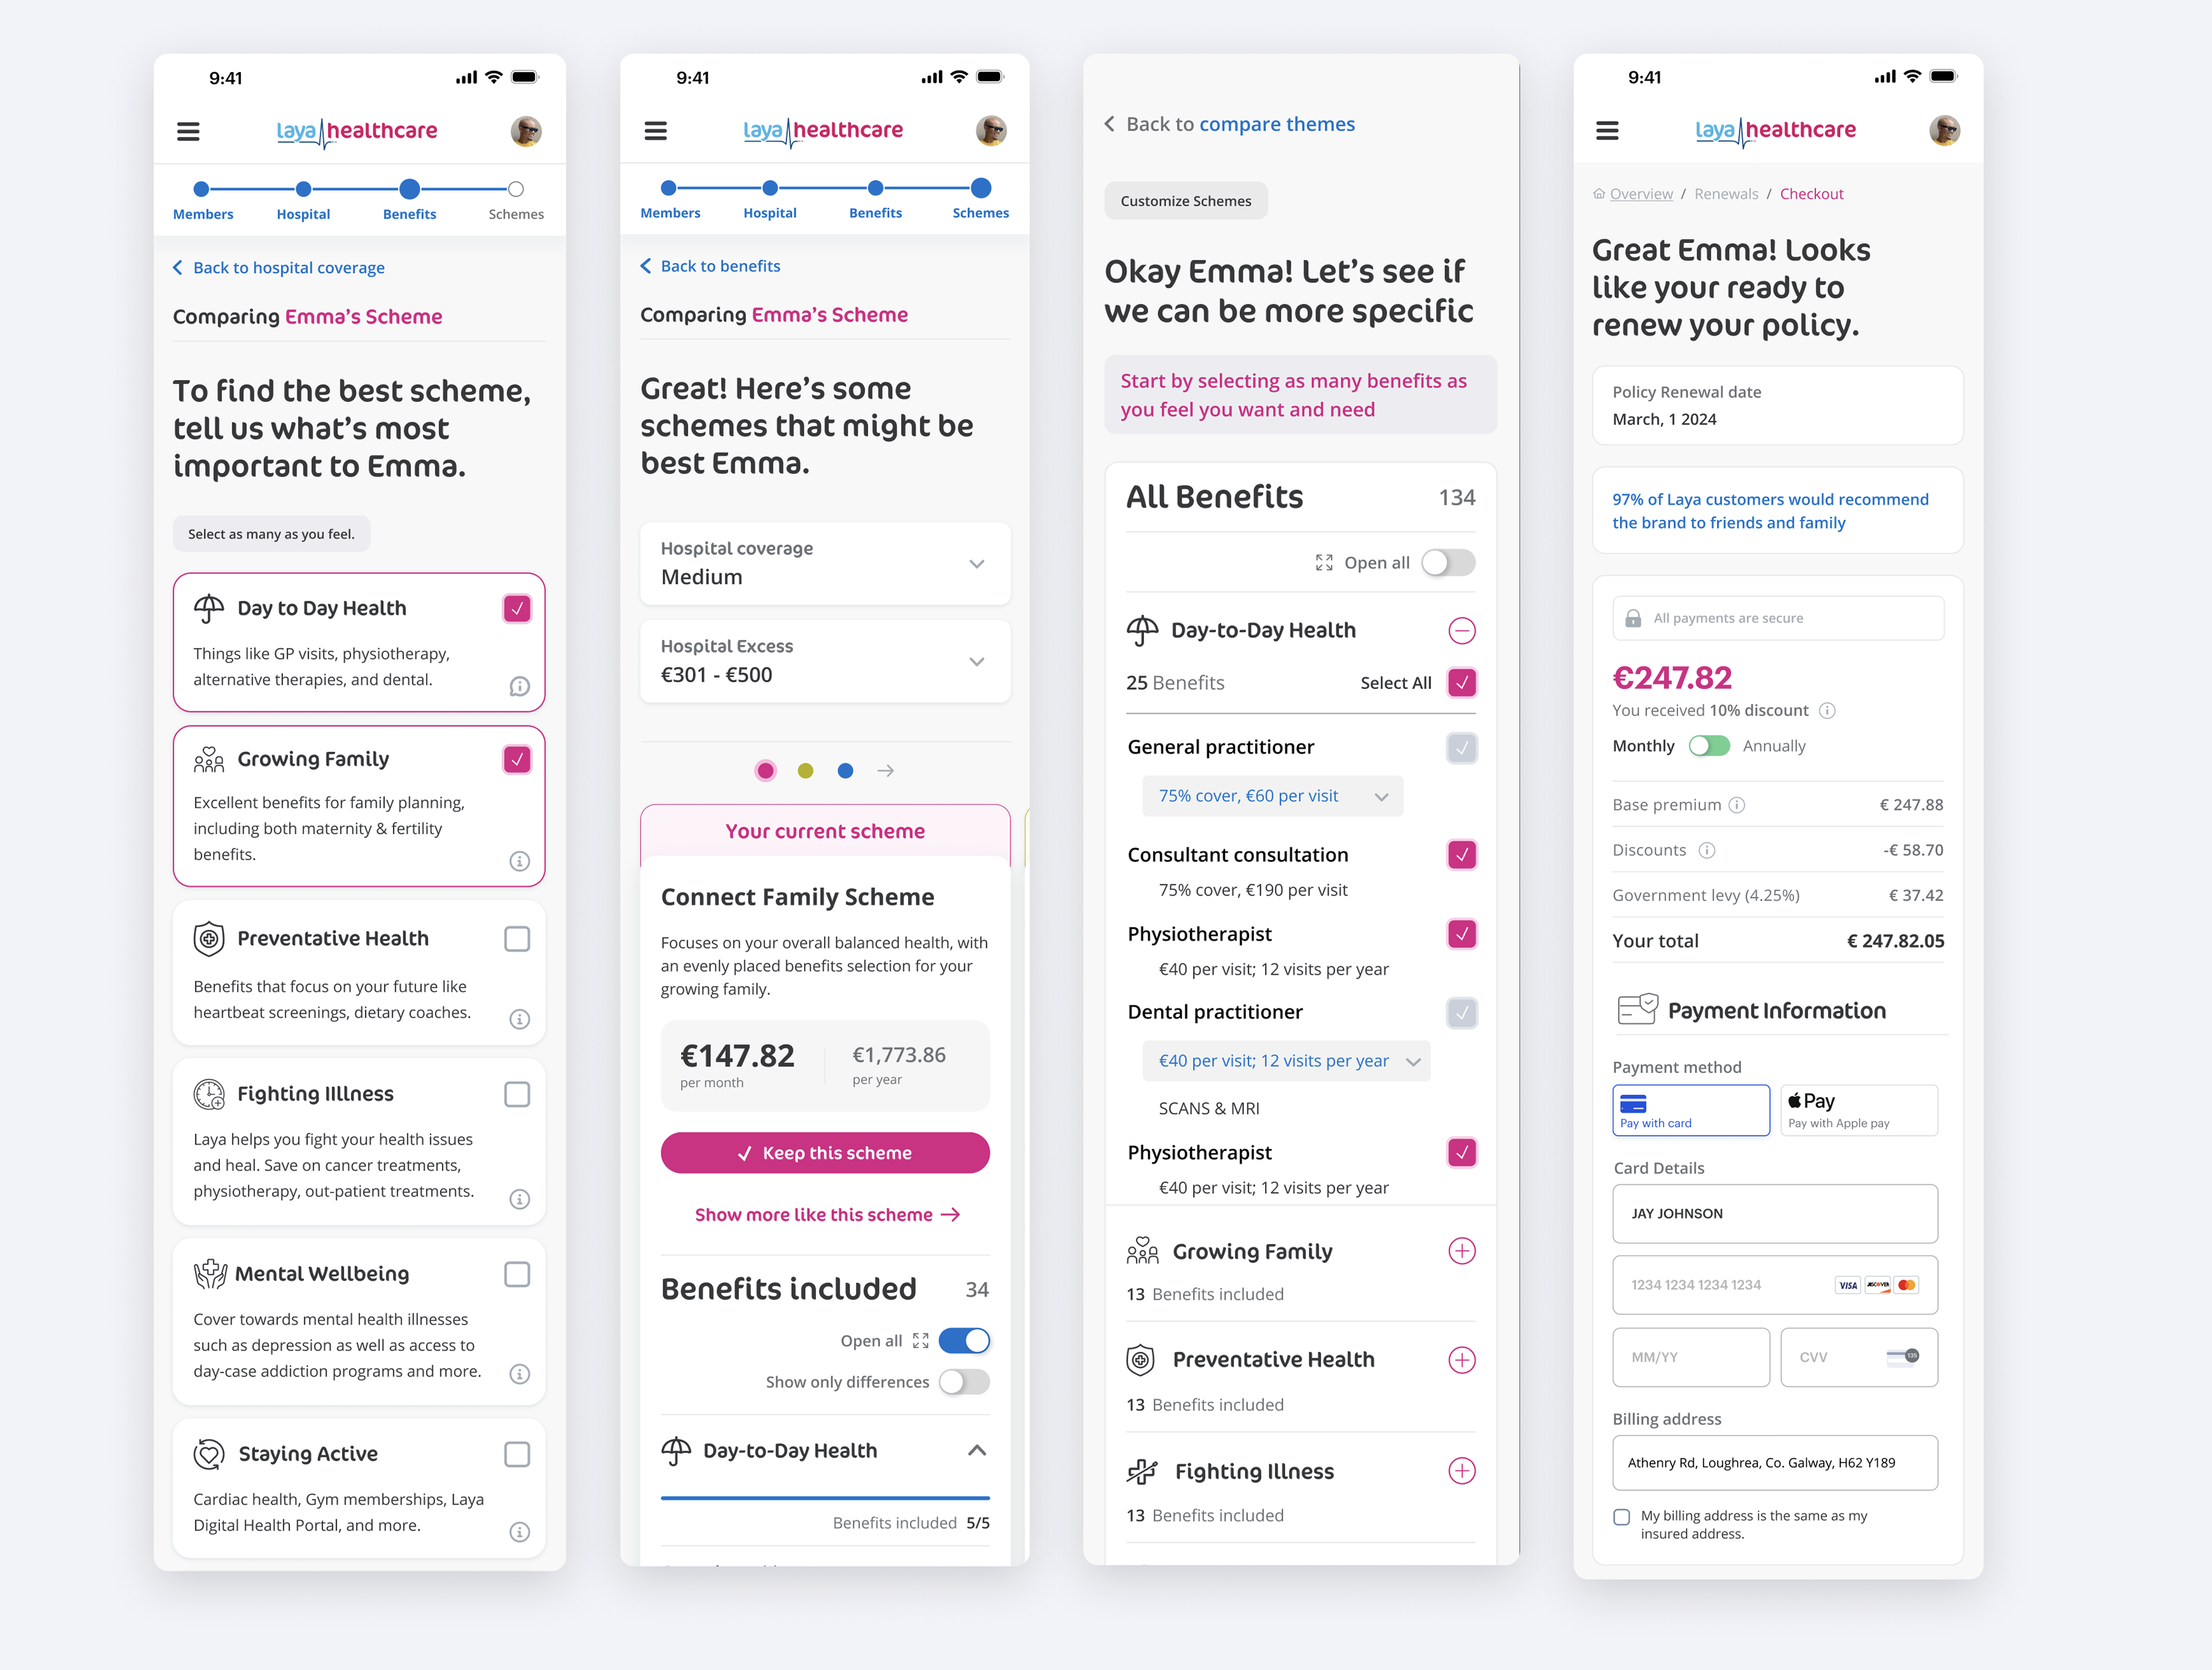 9:41
laya healthcare
Members Hospital Benefits Schemes
Back to hospital coverage
Comparing Emma's Scheme
To find the best scheme,
tell us what's most
important to Emma.
Select as many as you feel.
Day to Day Health
Things like GP visits, physiotherapy,
alternative therapies, and dental.
Growing Family
Excellent benefits for family planning,
including both maternity & fertility
benefits.
Preventative Health
Benefits that focus on your future like
heartbeat screenings, dietary coaches.
Fighting Illness
Laya helps you fight your health issues
and heal. Save on cancer treatments,
physiotherapy, out-patient treatments.
Mental Wellbeing
Cover towards mental health illnesses
such as depression as well as access to
day-case addiction programs and more.
Staying Active
Cardiac health, Gym memberships, Laya
Digital Health Portal, and more.
9:41
laya healthcare
Members Hospital Benefits Schemes
Back to benefits
Comparing Emma's Scheme
Great! Here's some
schemes that might be
best Emma.
Hospital coverage
Medium
Hospital Excess
€301 - €500
Your current scheme
Connect Family Scheme
Focuses on your overall balanced health, with
an evenly placed benefits selection for your
growing family.
€147.82 €1,773.86
per month per year
Keep this scheme
Show more like this scheme
Benefits included 34
Open all
Show only differences
Day-to-Day Health
Benefits included 5/5
Back to compare themes
Customize Schemes
Okay Emma! Let's see if
we can be more specific
Start by selecting as many benefits as
you feel you want and need
All Benefits 134
Open all
Day-to-Day Health
25 Benefits Select All
General practitioner
75% cover, €60 per visit
Consultant consultation
75% cover, €190 per visit
Physiotherapist
€40 per visit; 12 visits per year
Dental practitioner
€40 per visit; 12 visits per year
SCANS & MRI
Physiotherapist
€40 per visit; 12 visits per year
Growing Family
13 Benefits included
Preventative Health
13 Benefits included
Fighting Illness
13 Benefits included
9:41
laya healthcare
Overview / Renewals / Checkout
Great Emma! Looks
like your ready to
renew your policy.
Policy Renewal date
March, 1 2024
97% of Laya customers would recommend
the brand to friends and family
All payments are secure
€247.82
You received 10% discount
Monthly Annually
Base premium € 247.88
Discounts -€ 58.70
Government levy (4.25%) € 37.42
Your total € 247.82.05
Payment Information
Payment method
Pay
Pay with card Pay with Apple pay
Card Details
JAY JOHNSON
1234 1234 1234 1234 VISA DISCOVER
MM/YY CVV 135
Billing address
Athenry Rd, Loughrea, Co. Galway, H62 Y189
My billing address is the same as my
insured address.